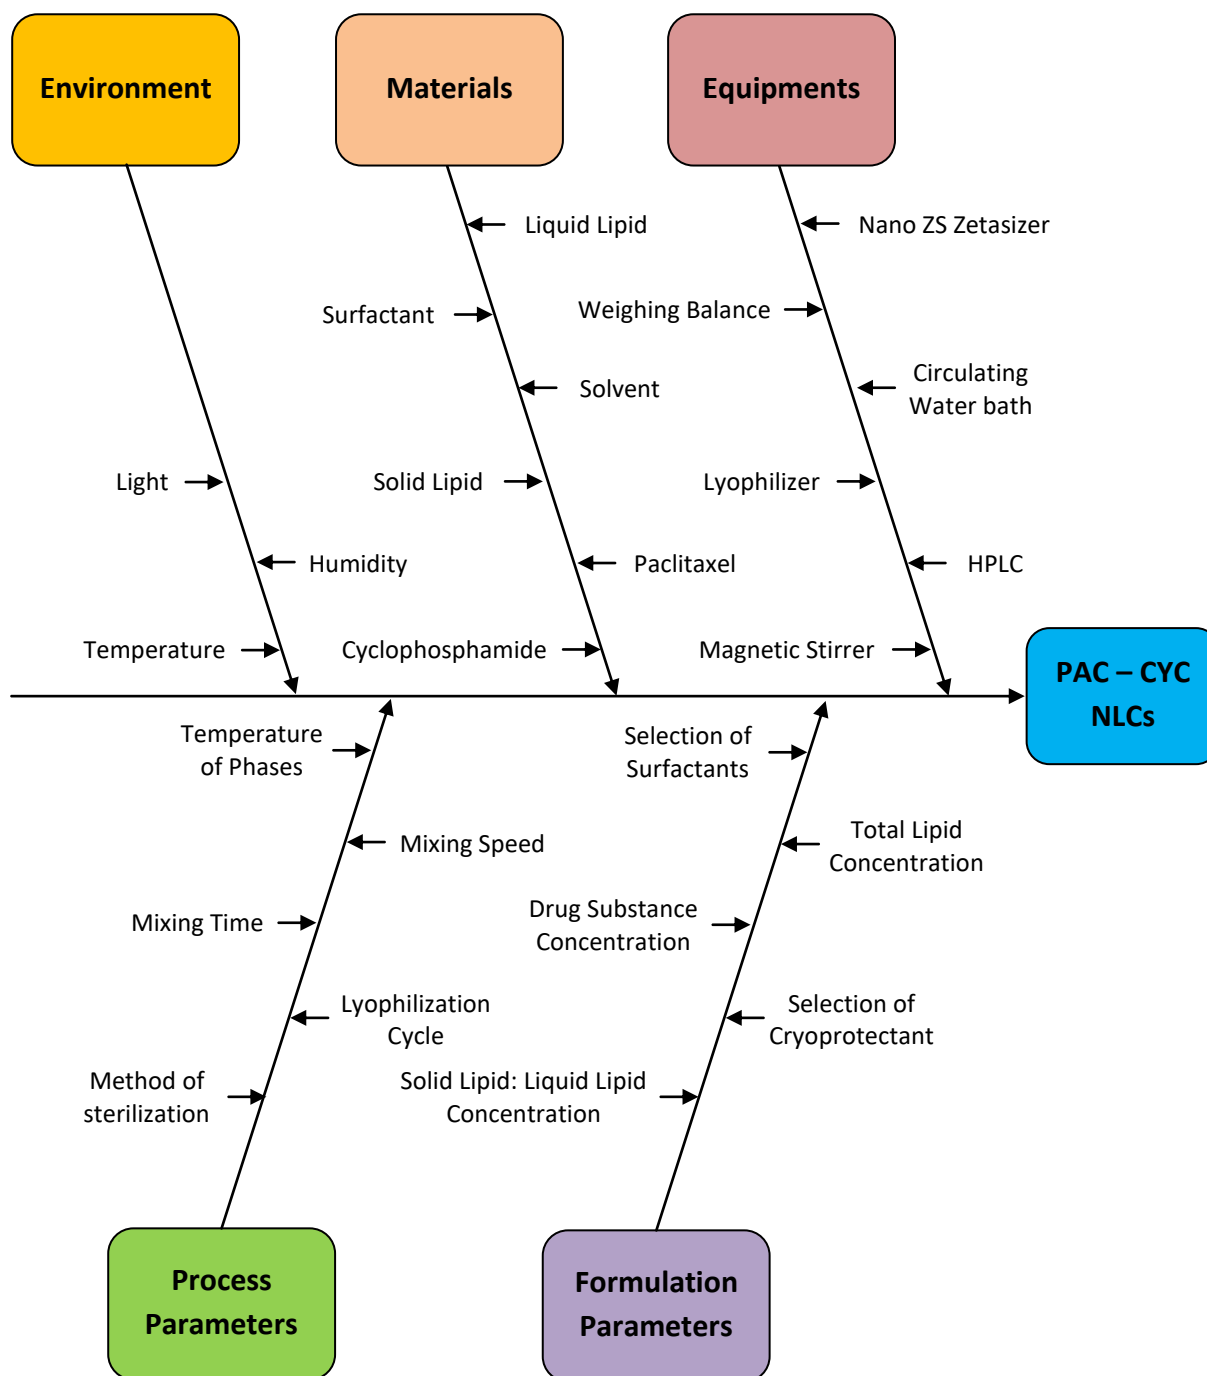 Environment
Materials
Equipments
Liquid Lipid
Nano ZS Zetasizer
Surfactant
Weighing Balance
Solvent
Circulating
Water bath
Light
Solid Lipid
Lyophilizer
Humidity
Paclitaxel
HPLC
Temperature
Cyclophosphamide
Magnetic Stirrer
PAC – CYC
NLCs
Temperature
of Phases
Selection of
Surfactants
Mixing Speed
Total Lipid
Concentration
Mixing Time
Drug Substance
Concentration
Lyophilization
Cycle
Selection of
Cryoprotectant
Method of
sterilization
Solid Lipid: Liquid Lipid
Concentration
Process
Parameters
Formulation
Parameters